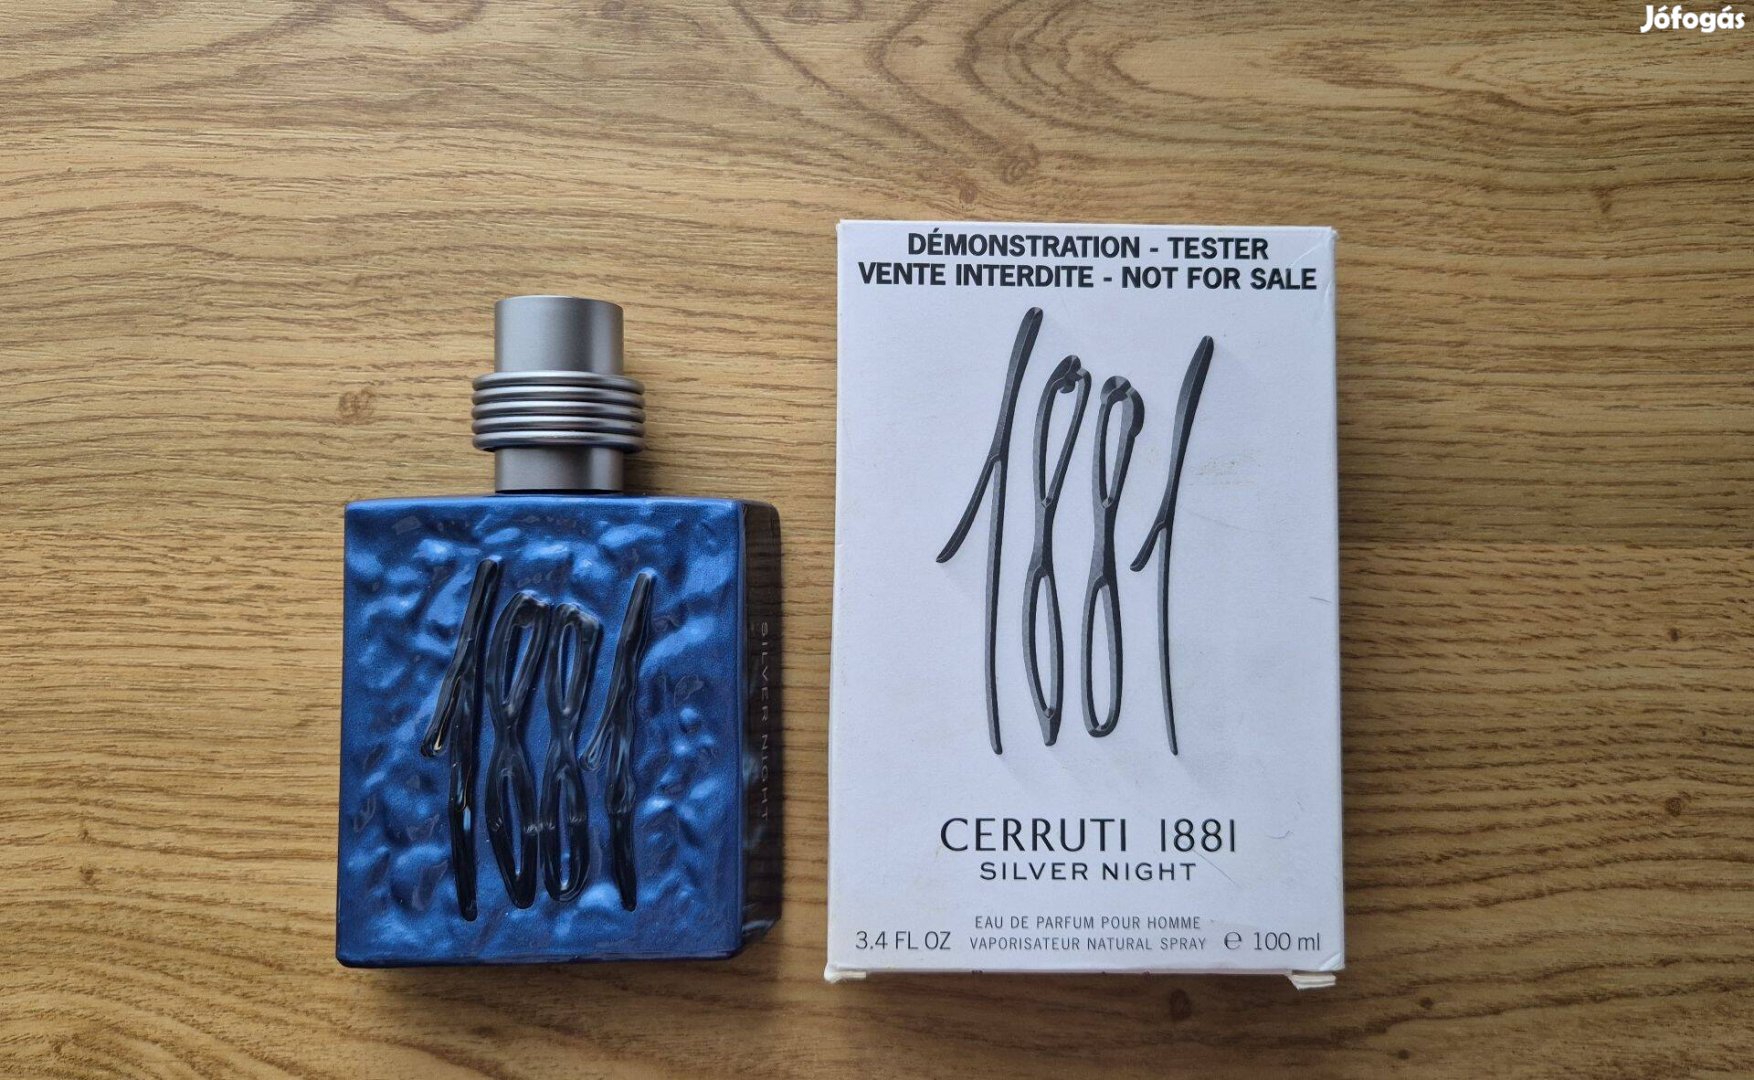 Jófogás
DÉMONSTRATION - TESTER
VENTE INTERDITE - NOT FOR SALE
1881
CERRUTI 1881
SILVER NIGHT
EAU DE PARFUM POUR HOMME
3.4 FL OZ VAPORISATEUR NATURAL SPRAY ℮ 100 ml
1881
SILVER NIGHT